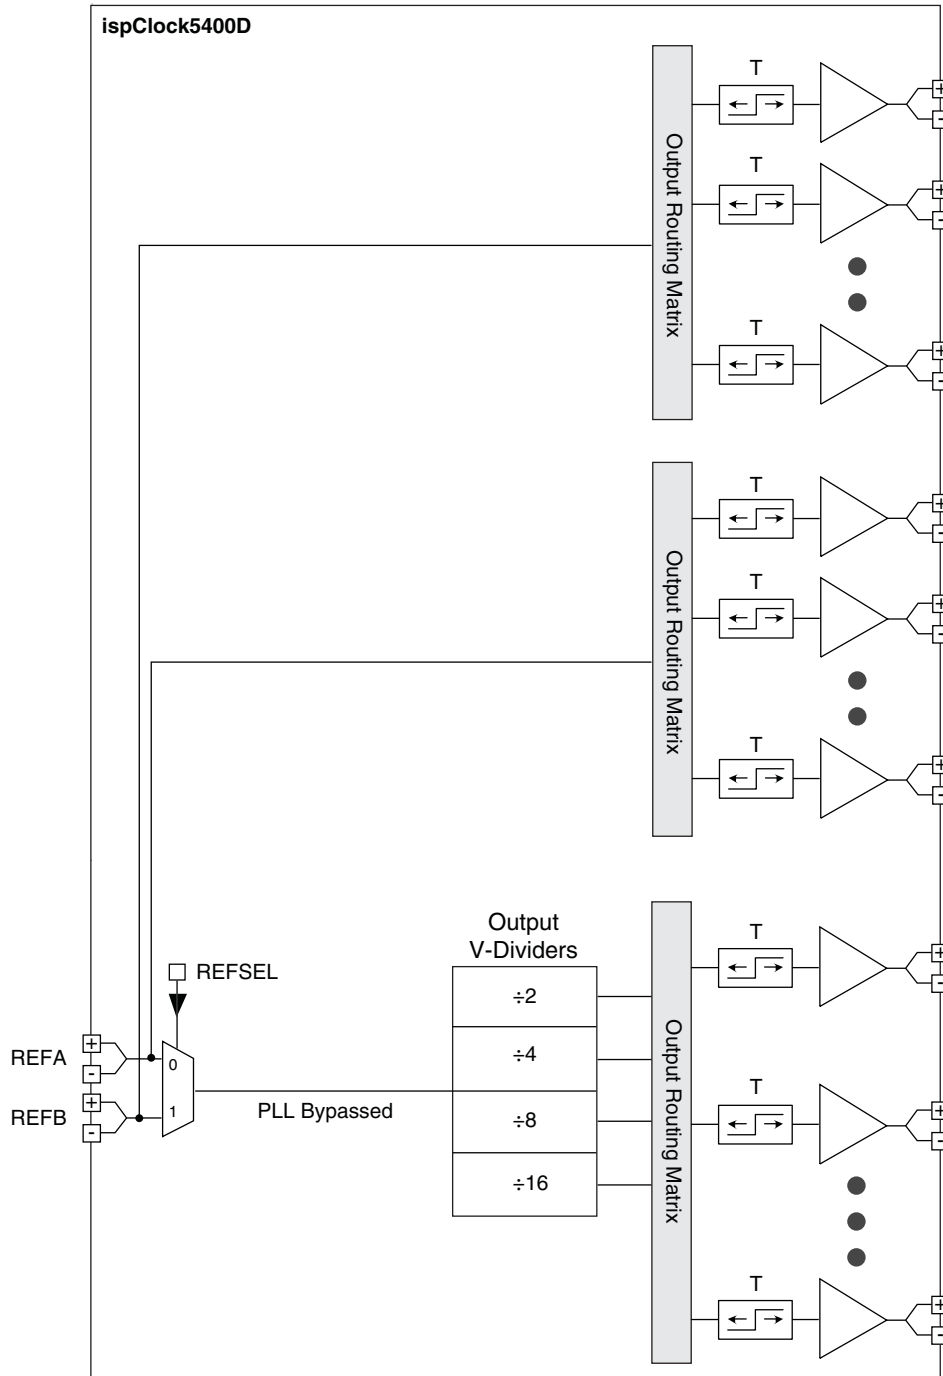 ispClock5400D
T
T
T
Output Routing Matrix
+
-
+
-
+
-
T
T
T
Output Routing Matrix
+
-
+
-
+
-
Output
V-Dividers
÷2
÷4
÷8
÷16
REFSEL
REFA
+
-
REFB
+
-
0
1
PLL Bypassed
Output Routing Matrix
T
T
T
+
-
+
-
+
-